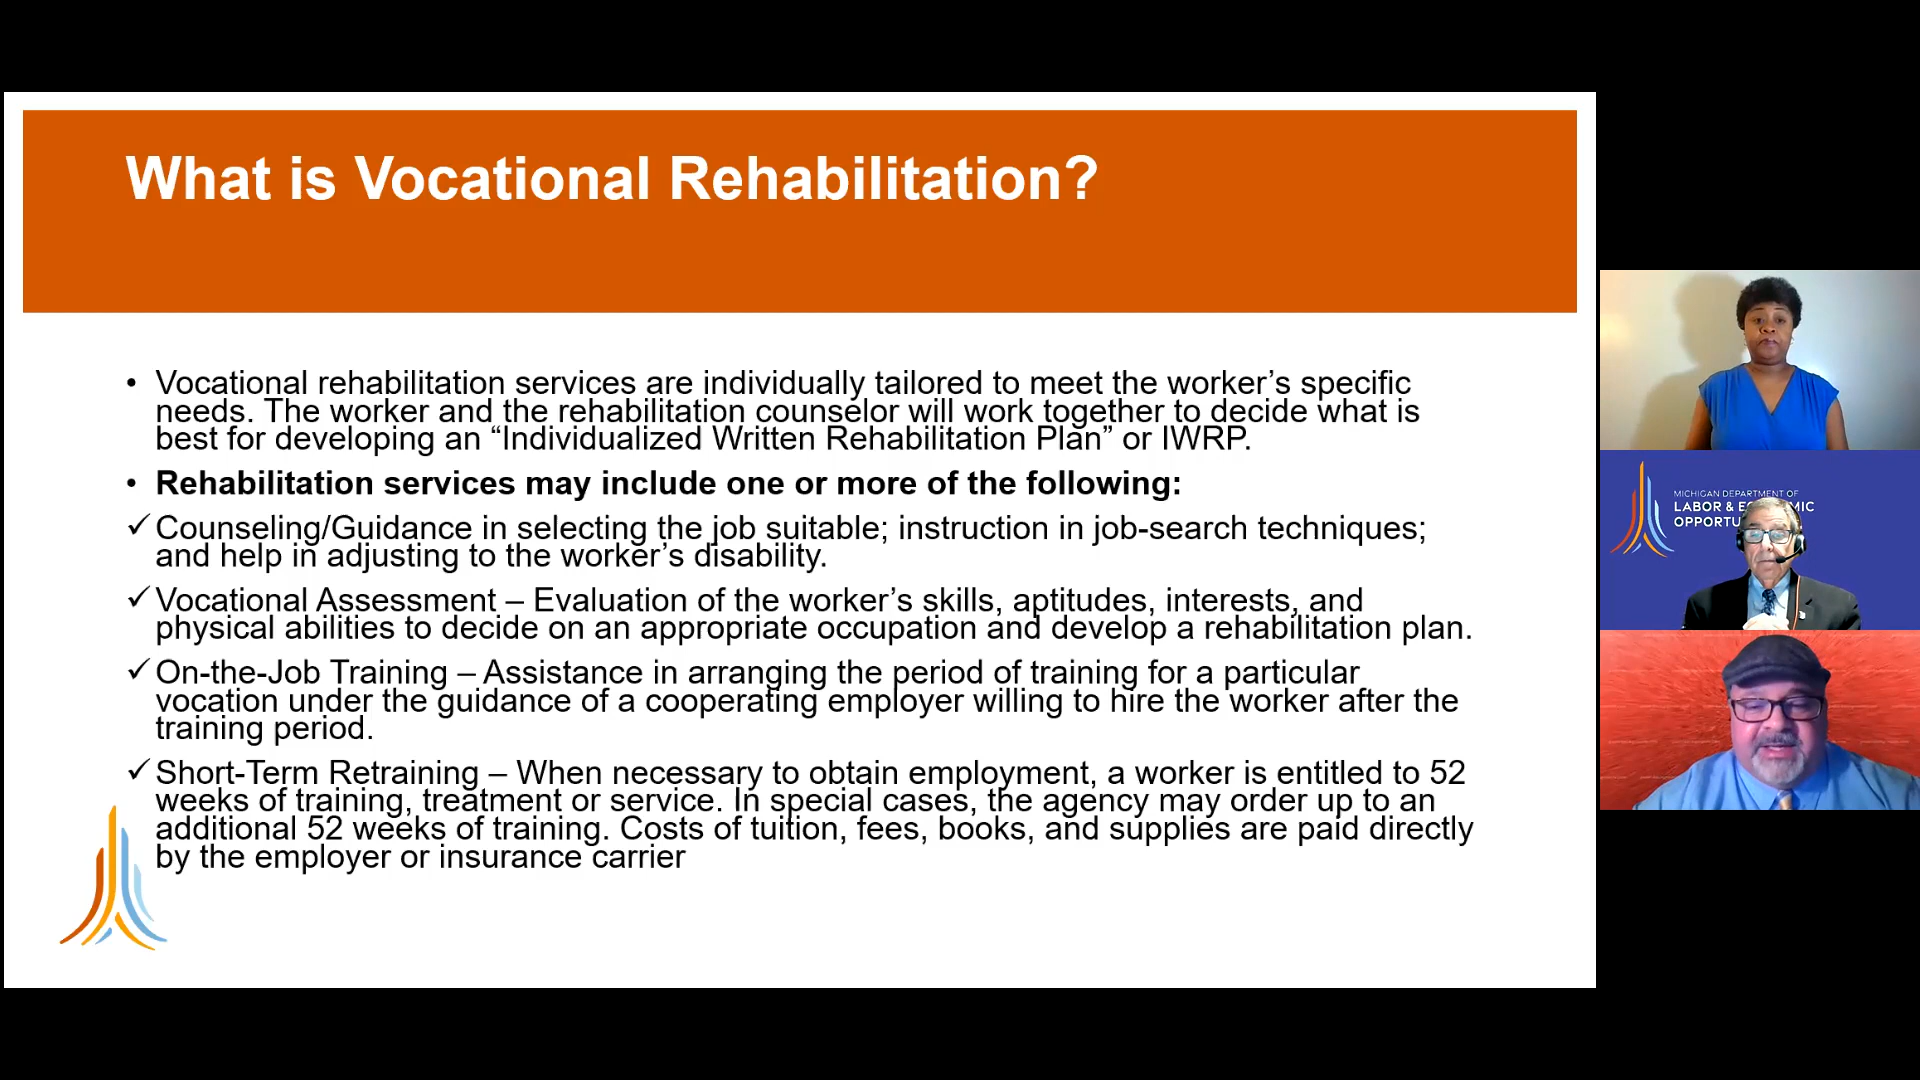 What is Vocational Rehabilitation?
• Vocational rehabilitation services are individually tailored to meet the worker’s specific
needs. The worker and the rehabilitation counselor will work together to decide what is
best for developing an “Individualized Written Rehabilitation Plan” or IWRP.
• Rehabilitation services may include one or more of the following:
✓ Counseling/Guidance in selecting the job suitable; instruction in job-search techniques;
and help in adjusting to the worker’s disability.
✓ Vocational Assessment – Evaluation of the worker’s skills, aptitudes, interests, and
physical abilities to decide on an appropriate occupation and develop a rehabilitation plan.
✓ On-the-Job Training – Assistance in arranging the period of training for a particular
vocation under the guidance of a cooperating employer willing to hire the worker after the
training period.
✓ Short-Term Retraining – When necessary to obtain employment, a worker is entitled to 52
weeks of training, treatment or service. In special cases, the agency may order up to an
additional 52 weeks of training. Costs of tuition, fees, books, and supplies are paid directly
by the employer or insurance carrier
MICHIGAN DEPARTMENT OF
LABOR &